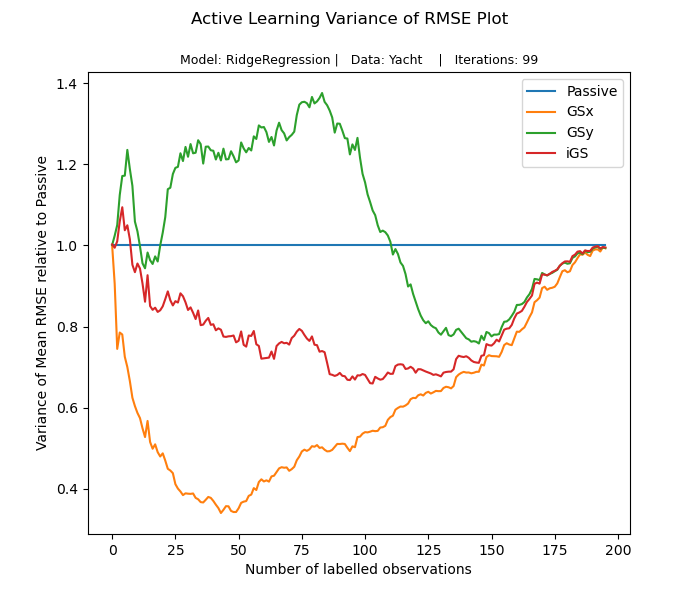 Active Learning Variance of RMSE Plot
Model: RidgeRegression |   Data: Yacht    |   Iterations: 99
Variance of Mean RMSE relative to Passive
1.4
1.2
1.0
0.8
0.6
0.4
Passive
GSx
GSy
iGS
0 25 50 75 100 125 150 175 200
Number of labelled observations